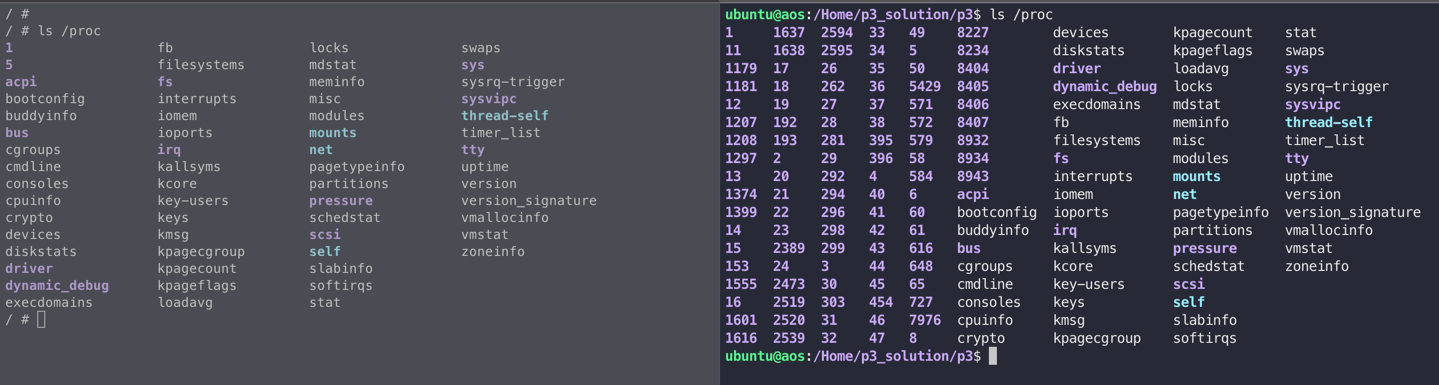 / #
/ # ls /proc
1 fb locks swaps
5 filesystems mdstat sys
acpi fs meminfo sysrq-trigger
bootconfig interrupts misc sysvipc
buddyinfo iomem modules thread-self
bus ioports mounts timer_list
cgroups irq net tty
cmdline kallsyms pagetypeinfo uptime
consoles kcore partitions version
cpuinfo key-users pressure version_signature
crypto keys schedstat vmallocinfo
devices kmsg scsi vmstat
diskstats kpagecgroup self zoneinfo
driver kpagecount slabinfo
dynamic_debug kpageflags softirqs
execdomains loadavg stat
/ #
ubuntu@aos:/Home/p3_solution/p3$ ls /proc
1 1637 2594 33 49 8227 devices kpagecount stat
11 1638 2595 34 5 8234 diskstats kpageflags swaps
1179 17 26 35 50 8404 driver loadavg sys
1181 18 262 36 5429 8405 dynamic_debug locks sysrq-trigger
12 19 27 37 571 8406 execdomains mdstat sysvipc
1207 192 28 38 572 8407 fb meminfo thread-self
1208 193 281 395 579 8932 filesystems misc timer_list
1297 2 29 396 58 8934 fs modules tty
13 20 292 4 584 8943 interrupts mounts uptime
1374 21 294 40 6 acpi iomem net version
1399 22 296 41 60 bootconfig ioports pagetypeinfo version_signature
14 23 298 42 61 buddyinfo irq partitions vmallocinfo
15 2389 299 43 616 bus kallsyms pressure vmstat
153 24 3 44 648 cgroups kcore schedstat zoneinfo
1555 2473 30 45 65 cmdline key-users scsi
16 2519 303 454 727 consoles keys self
1601 2520 31 46 7976 cpuinfo kmsg slabinfo
1616 2539 32 47 8 crypto kpagecgroup softirqs
ubuntu@aos:/Home/p3_solution/p3$